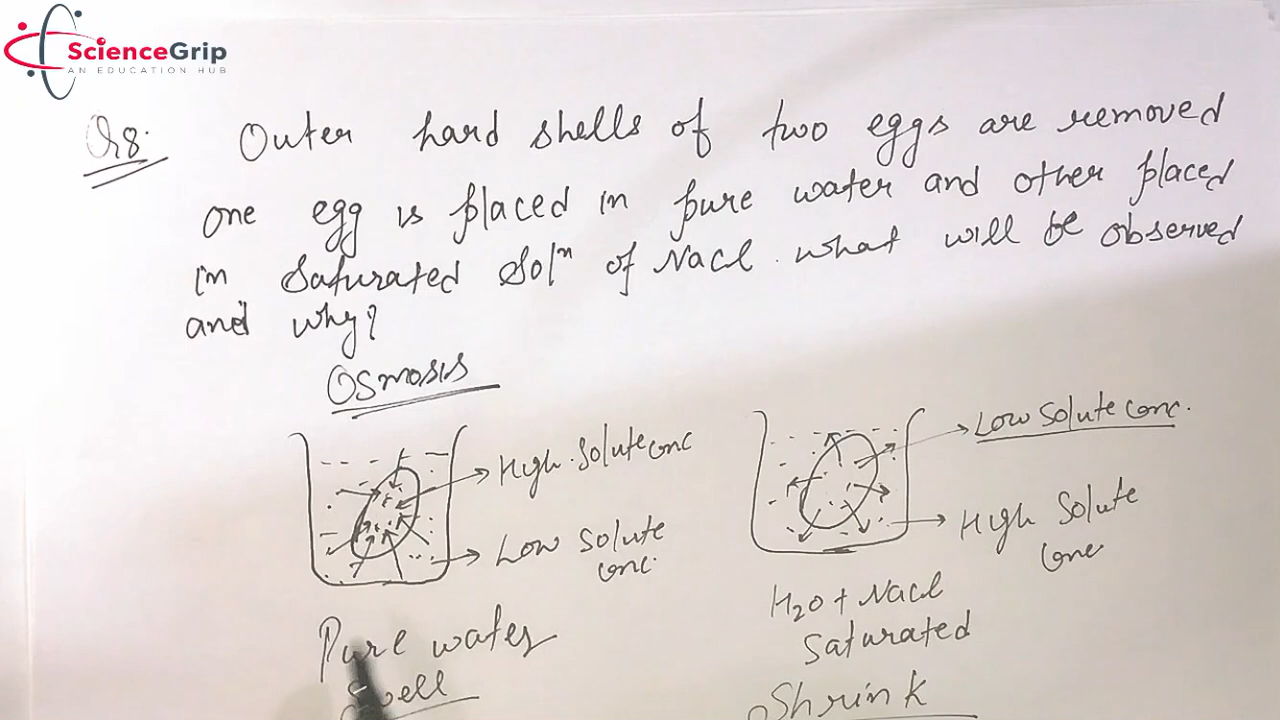 ScienceGrip
AN EDUCATION HUB
Q8. Outer hard shells of two eggs are removed
one egg is placed in pure water and other placed
in Saturated Solⁿ of NaCl. what will be observed
and why?
Osmosis
High Solute conc
Low Solute
conc.
Pure water
Swell
Low Solute conc.
High Solute
conc
H₂O + NaCl
Saturated
Shrink